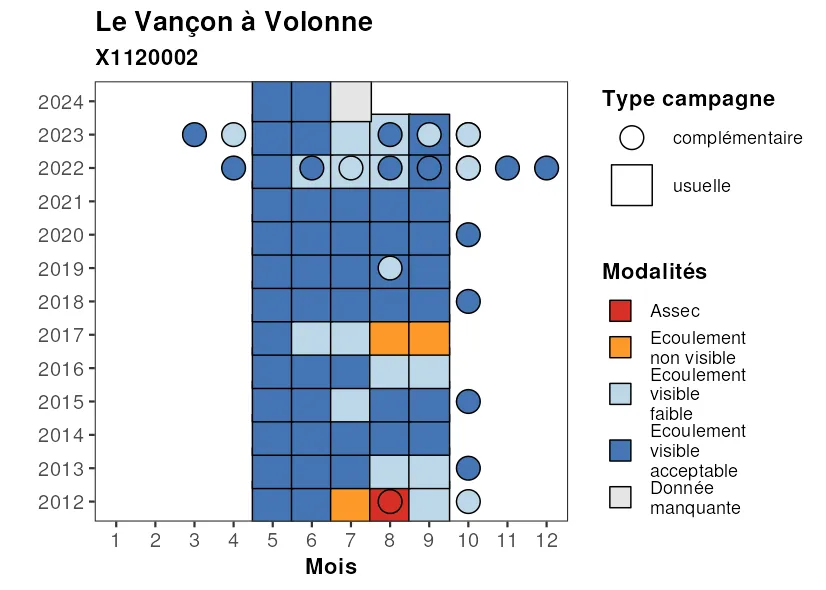 Le Vançon à Volonne
X1120002
2024
2023
2022
2021
2020
2019
2018
2017
2016
2015
2014
2013
2012
1 2 3 4 5 6 7 8 9 10 11 12
Mois
Type campagne
complémentaire
usuelle
Modalités
Assec
Ecoulement
non visible
Ecoulement
visible
faible
Ecoulement
visible
acceptable
Donnée
manquante